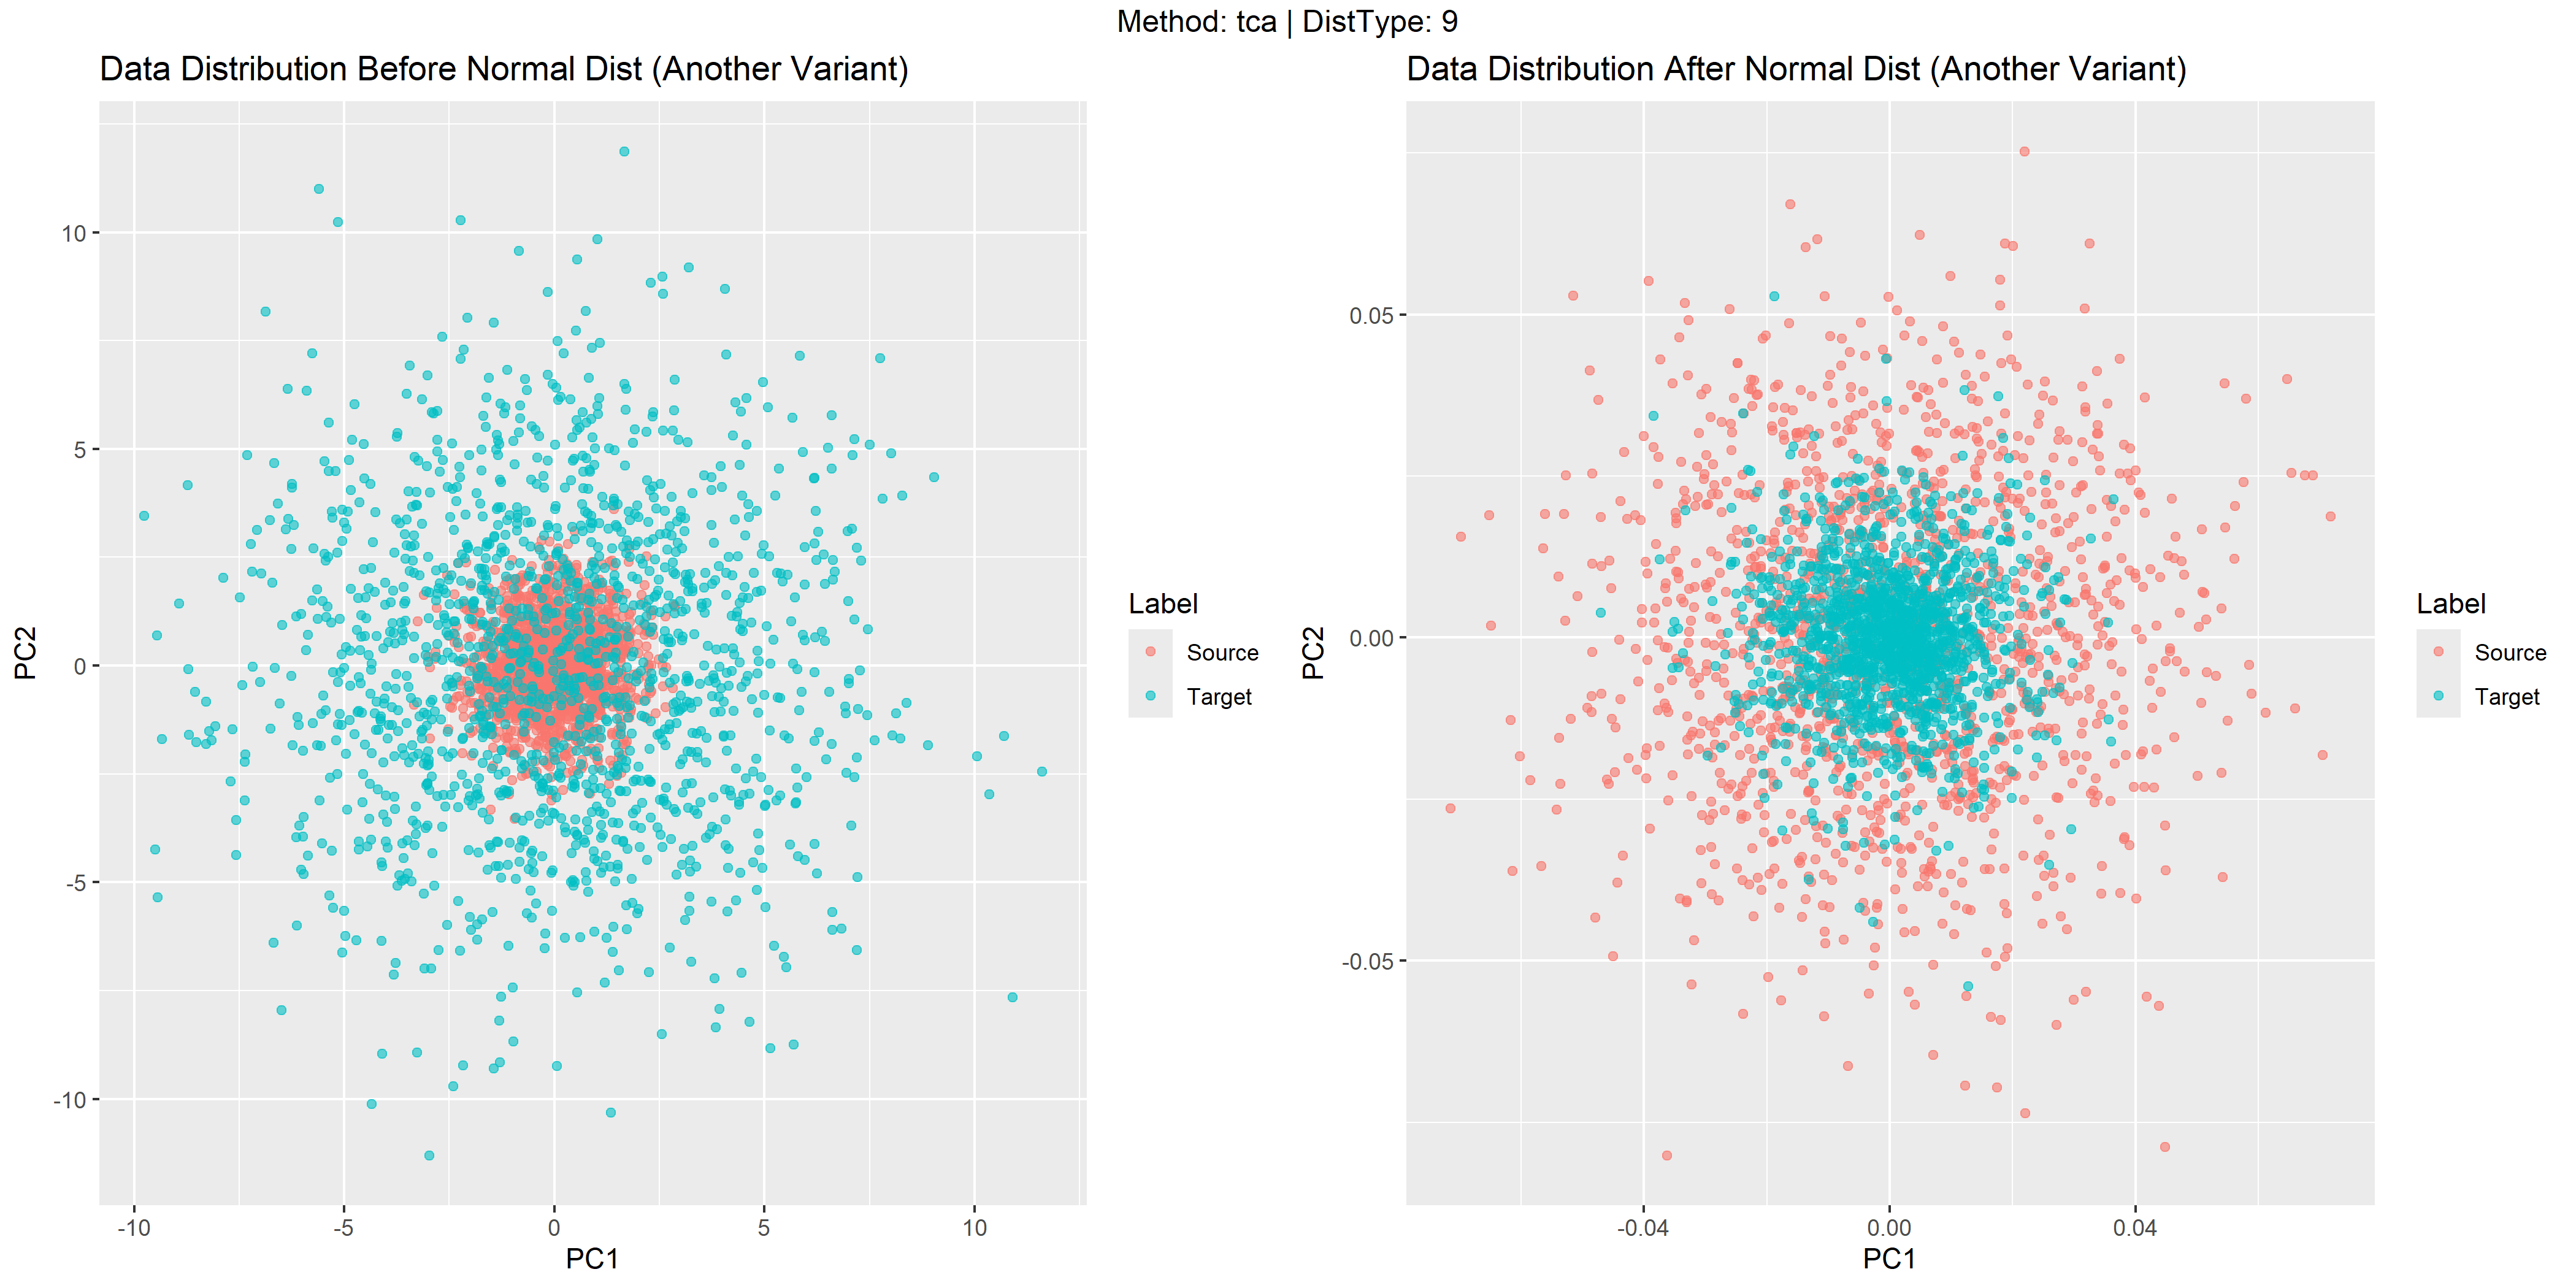 Method: tca | DistType: 9
Data Distribution Before Normal Dist (Another Variant)
PC2
10
5
0
-5
-10
-10 -5 0 5 10
PC1
Label
Source
Target
Data Distribution After Normal Dist (Another Variant)
PC2
0.05
0.00
-0.05
-0.04 0.00 0.04
PC1
Label
Source
Target